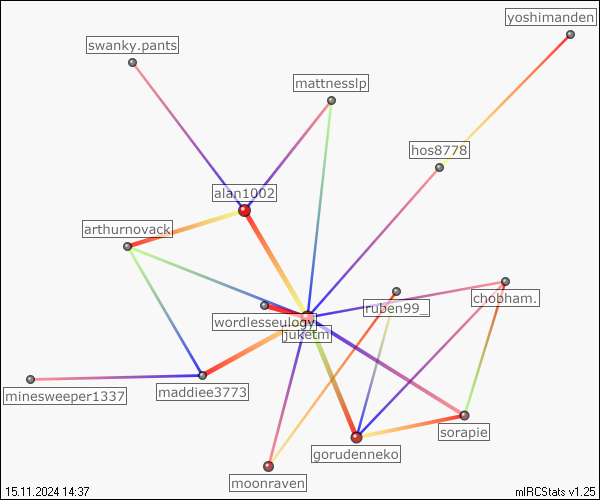 yoshimanden
swanky.pants
mattnesslp
hos8778
alan1002
arthurnovack
chobham.
ruben99_
wordlesseulogy
juketm
maddiee3773
minesweeper1337
sorapie
gorudenneko
moonraven
15.11.2024 14:37
mIRCStats v1.25